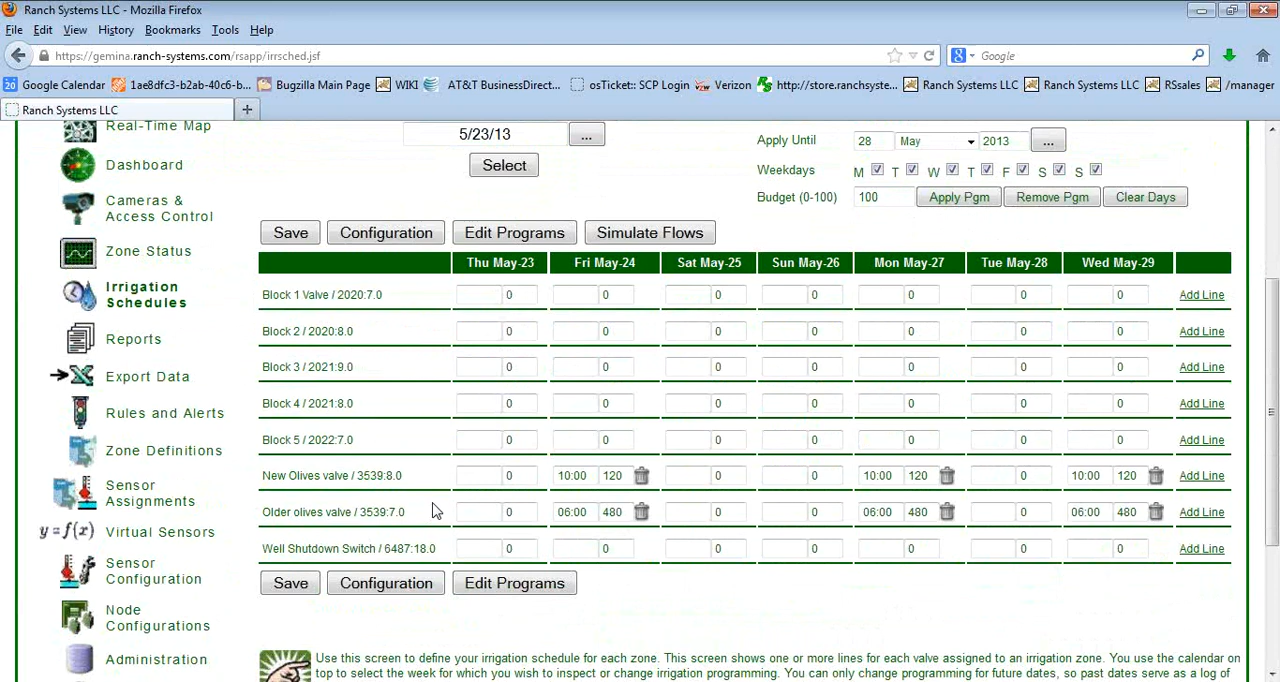 Ranch Systems LLC - Mozilla Firefox
File Edit View History Bookmarks Tools Help
https://gemina.ranch-systems.com/rsapp/irrsched.jsf
Google
Google Calendar 1ae8dfc3-b2ab-40c6-b... Bugzilla Main Page WIKI AT&T BusinessDirect... osTicket:: SCP Login Verizon http://store.ranchsyste... Ranch Systems LLC Ranch Systems LLC RSsales /manager
Ranch Systems LLC
Real-Time Map
Dashboard
Cameras &
Access Control
Zone Status
Irrigation
Schedules
Reports
Export Data
Rules and Alerts
Zone Definitions
Sensor
Assignments
y = f(x) Virtual Sensors
Sensor
Configuration
Node
Configurations
Administration
5/23/13 ...
Select
Apply Until 28 May 2013 ...
Weekdays M T W T F S S
Budget (0-100) 100 Apply Pgm Remove Pgm Clear Days
Save Configuration Edit Programs Simulate Flows
Thu May-23 Fri May-24 Sat May-25 Sun May-26 Mon May-27 Tue May-28 Wed May-29
Block 1 Valve / 2020:7.0 0 0 0 0 0 0 0 Add Line
Block 2 / 2020:8.0 0 0 0 0 0 0 0 Add Line
Block 3 / 2021:9.0 0 0 0 0 0 0 0 Add Line
Block 4 / 2021:8.0 0 0 0 0 0 0 0 Add Line
Block 5 / 2022:7.0 0 0 0 0 0 0 0 Add Line
New Olives valve / 3539:8.0 0 10:00 120 0 0 10:00 120 0 10:00 120 Add Line
Older olives valve / 3539:7.0 0 06:00 480 0 0 06:00 480 0 06:00 480 Add Line
Well Shutdown Switch / 6487:18.0 0 0 0 0 0 0 0 Add Line
Save Configuration Edit Programs
Use this screen to define your irrigation schedule for each zone. This screen shows one or more lines for each valve assigned to an irrigation zone. You use the calendar on
top to select the week for which you wish to inspect or change irrigation programming. You can only change programming for future dates, so past dates serve as a log of